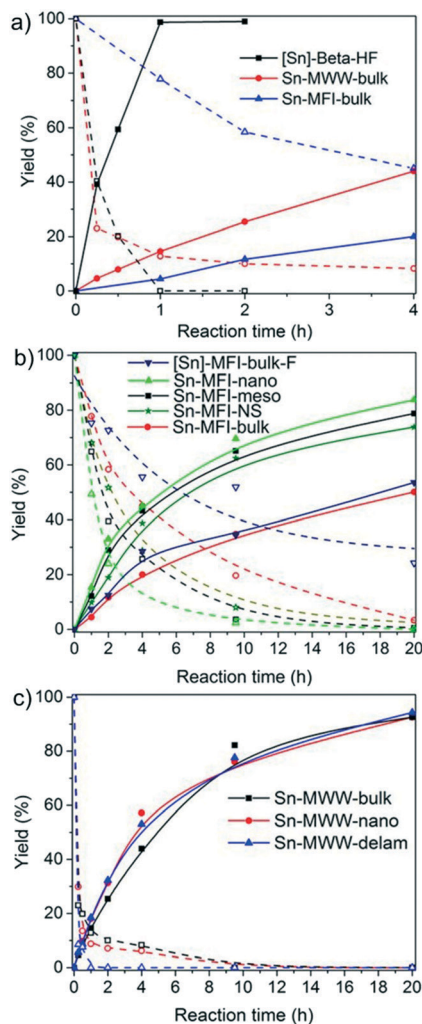 a)
100
80
60
40
20
0
Yield (%)
[Sn]-Beta-HF
Sn-MWW-bulk
Sn-MFI-bulk
0 1 2 3 4
Reaction time (h)
b)
100
80
60
40
20
0
Yield (%)
[Sn]-MFI-bulk-F
Sn-MFI-nano
Sn-MFI-meso
Sn-MFI-NS
Sn-MFI-bulk
0 2 4 6 8 10 12 14 16 18 20
Reaction time (h)
c)
100
80
60
40
20
0
Yield (%)
Sn-MWW-bulk
Sn-MWW-nano
Sn-MWW-delam
0 2 4 6 8 10 12 14 16 18 20
Reaction time (h)